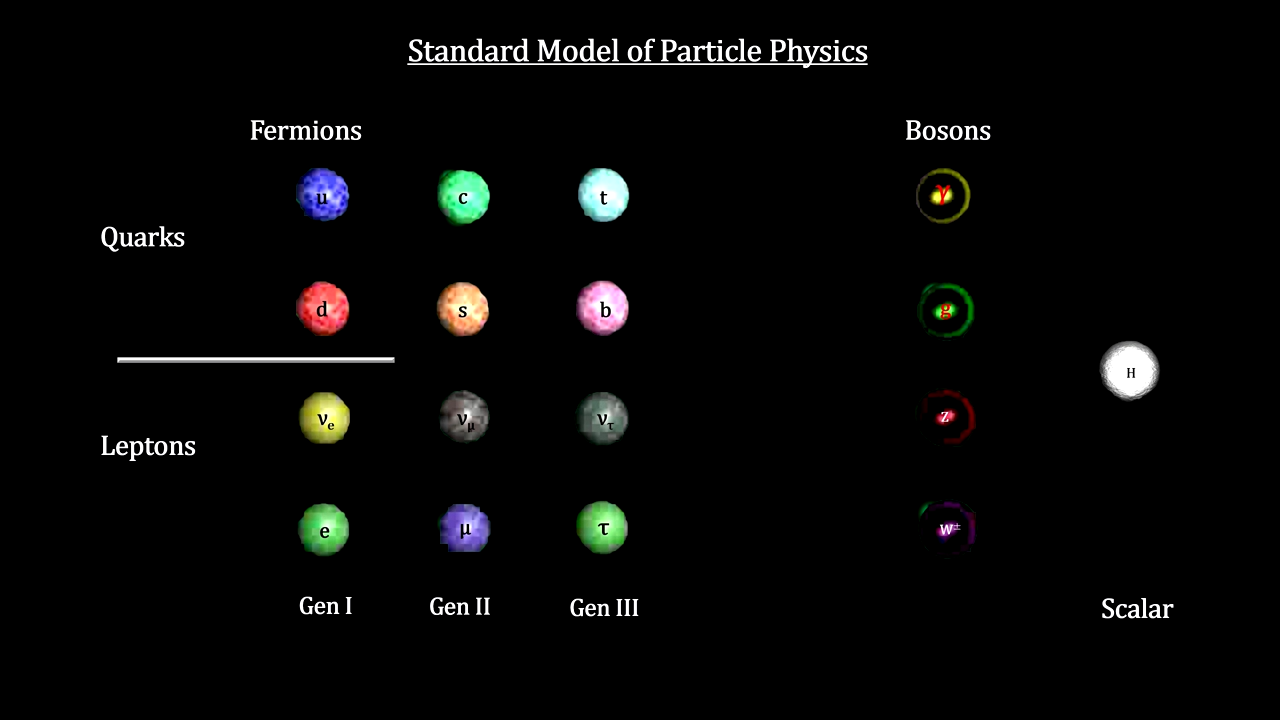 Standard Model of Particle Physics
Fermions
Bosons
u c t γ
Quarks
d s b g
H
νe νμ ντ Z
Leptons
e μ τ W±
Gen I Gen II Gen III Scalar